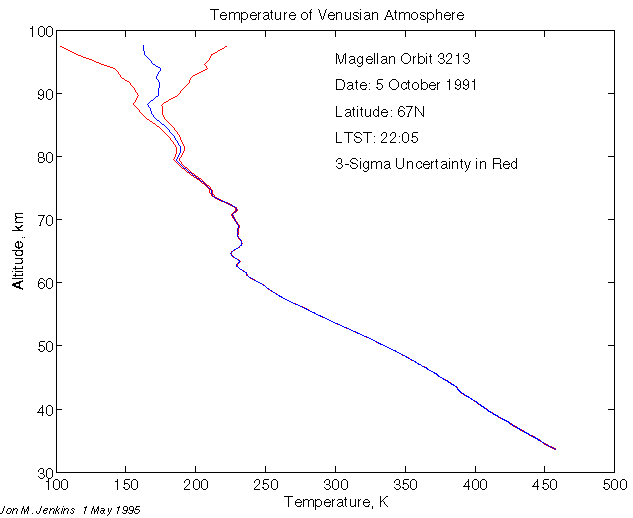 Temperature of Venusian Atmosphere
100
90
80
70
60
50
40
30
Altitude, km
Magellan Orbit 3213
Date: 5 October 1991
Latitude: 67N
LTST: 22:05
3-Sigma Uncertainty in Red
100 150 200 250 300 350 400 450 500
Temperature, K
Jon M. Jenkins 1 May 1995